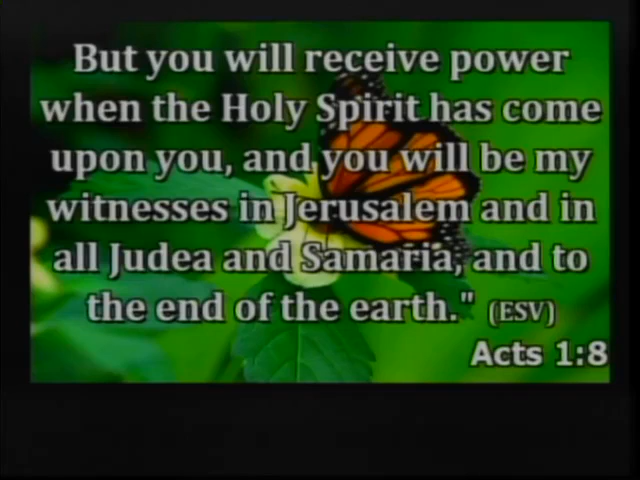 But you will receive power
when the Holy Spirit has come
upon you, and you will be my
witnesses in Jerusalem and in
all Judea and Samaria, and to
the end of the earth." (ESV)
Acts 1:8